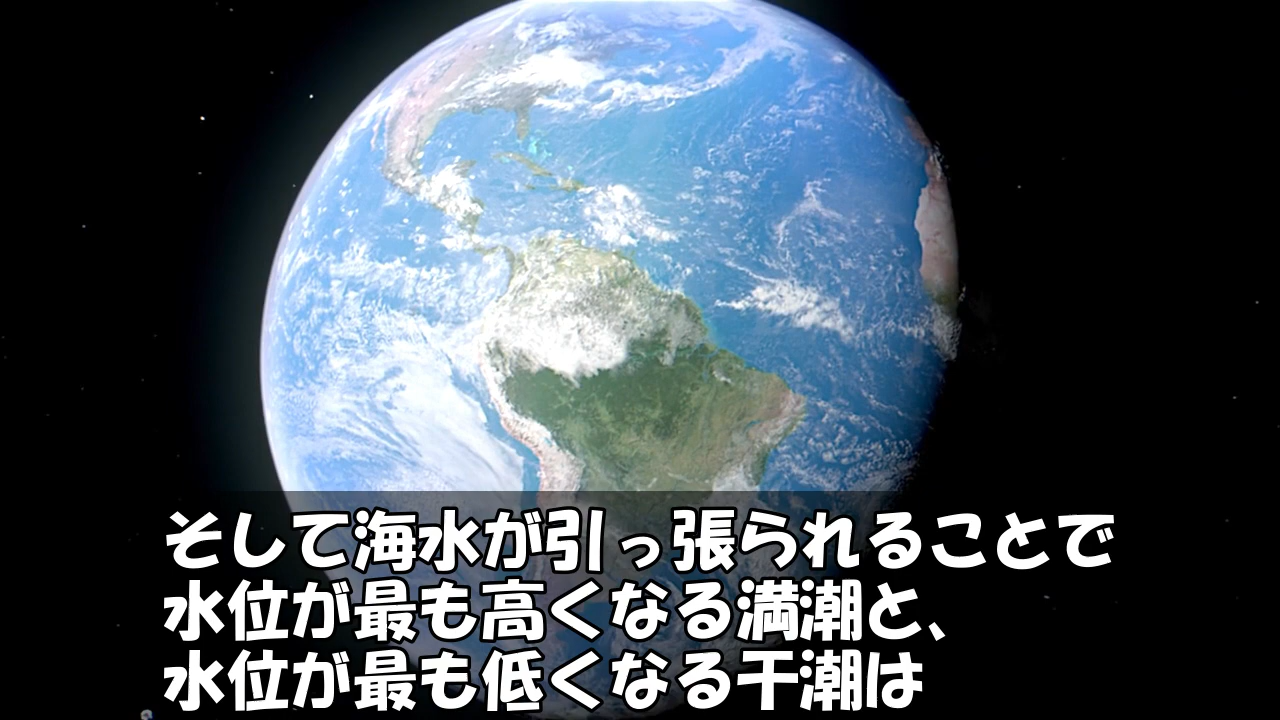 そして海水が引っ張られることで
水位が最も高くなる満潮と、
水位が最も低くなる干潮は